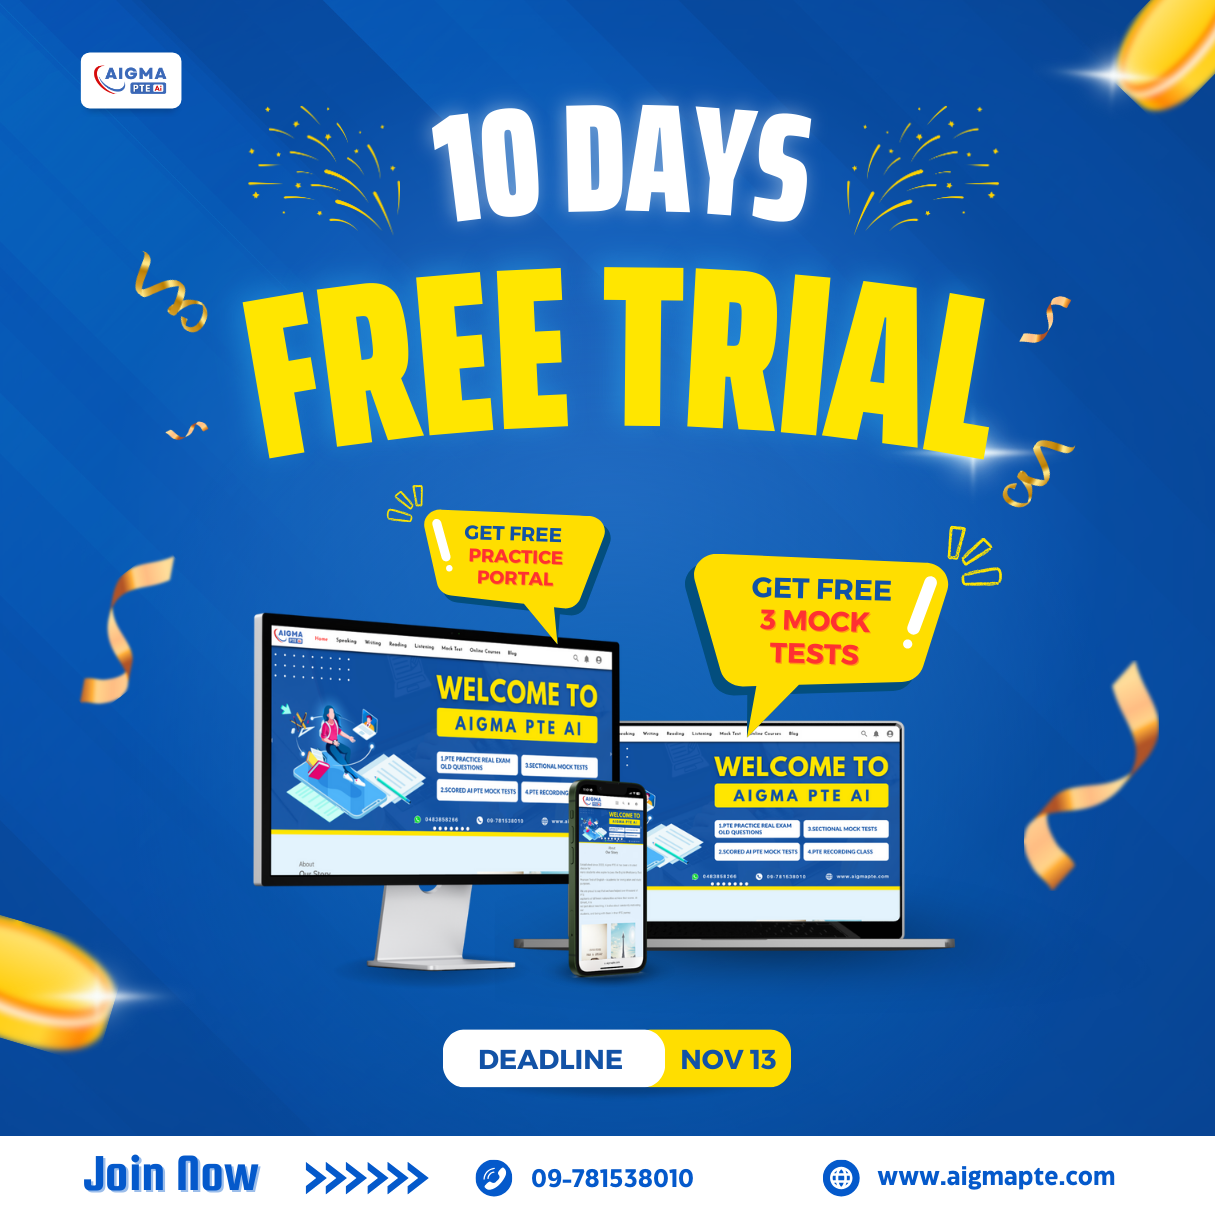 AIGMA
PTE Ai
10 DAYS
FREE TRIAL
GET FREE
PRACTICE
PORTAL
GET FREE
3 MOCK
TESTS
AIGMA
PTE Ai
Home Speaking Writing Reading Listening Mock Test Online Courses Blog
WELCOME TO
AIGMA PTE AI
1.PTE PRACTICE REAL EXAM
OLD QUESTIONS
3.SECTIONAL MOCK TESTS
2.SCORED AI PTE MOCK TESTS
4.PTE RECORDING
0483858266 09-781538010
About
Our Story
Writing Reading Listening Mock Test Online Courses Blog
WELCOME TO
AIGMA PTE AI
1.PTE PRACTICE REAL EXAM
OLD QUESTIONS
3.SECTIONAL MOCK TESTS
2.SCORED AI PTE MOCK TESTS
4.PTE RECORDING CLASS
0483858266 09-781538010 www.aigmapte.com
AIGMA
WELCOME TO
AIGMA PTE AI
DEADLINE NOV 13
Join Now 09-781538010 www.aigmapte.com